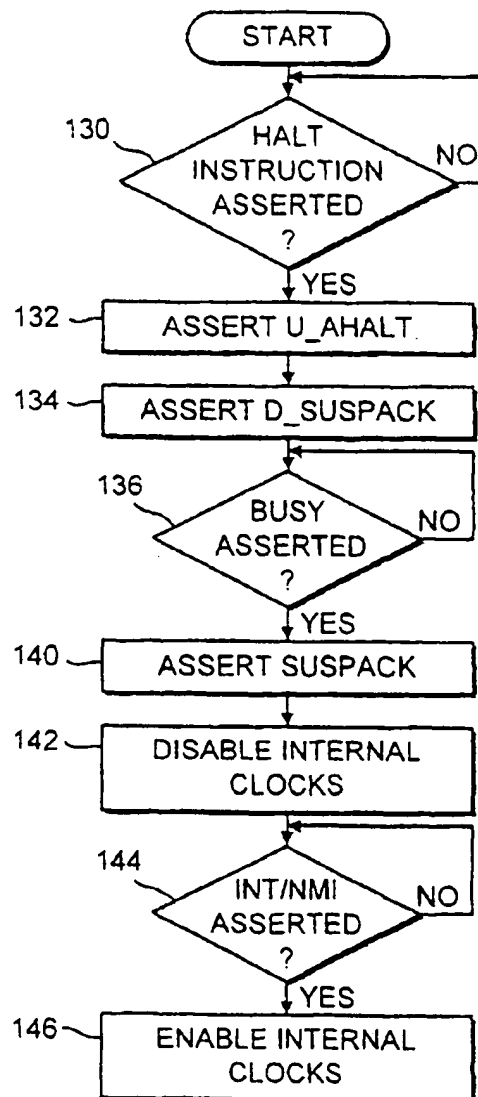 START
130
HALT
INSTRUCTION
ASSERTED
?
NO
YES
132
ASSERT U_AHALT
134
ASSERT D_SUSPACK
136
BUSY
ASSERTED
?
NO
YES
140
ASSERT SUSPACK
142
DISABLE INTERNAL
CLOCKS
144
INT/NMI
ASSERTED
?
NO
YES
146
ENABLE INTERNAL
CLOCKS